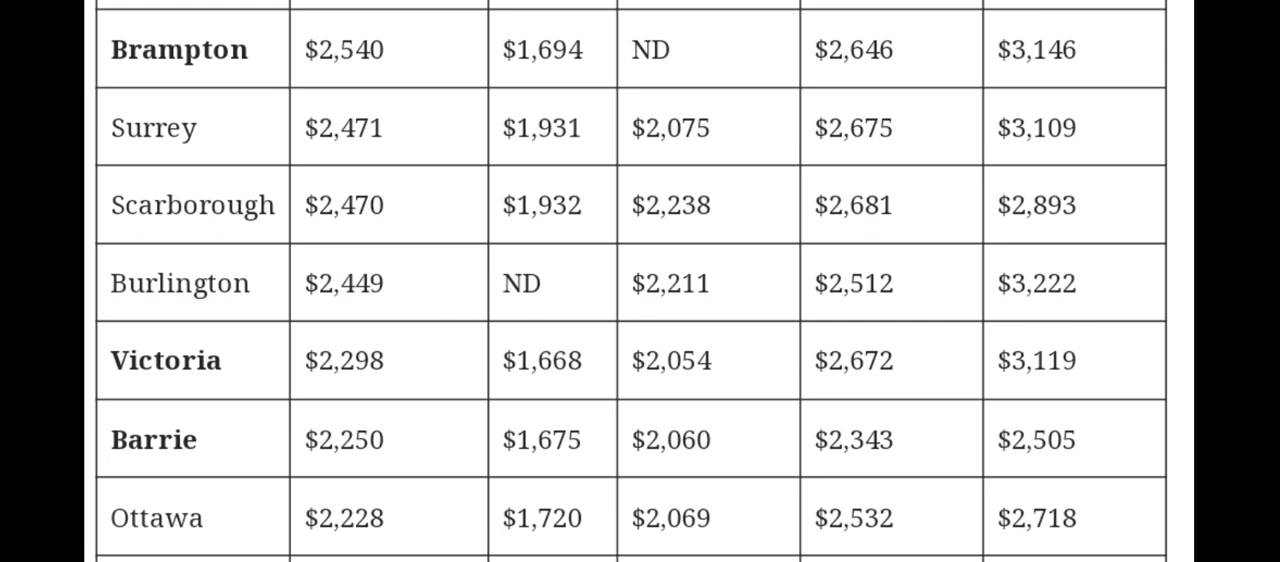 Brampton $2,540 $1,694 ND $2,646 $3,146
Surrey $2,471 $1,931 $2,075 $2,675 $3,109
Scarborough $2,470 $1,932 $2,238 $2,681 $2,893
Burlington $2,449 ND $2,211 $2,512 $3,222
Victoria $2,298 $1,668 $2,054 $2,672 $3,119
Barrie $2,250 $1,675 $2,060 $2,343 $2,505
Ottawa $2,228 $1,720 $2,069 $2,532 $2,718